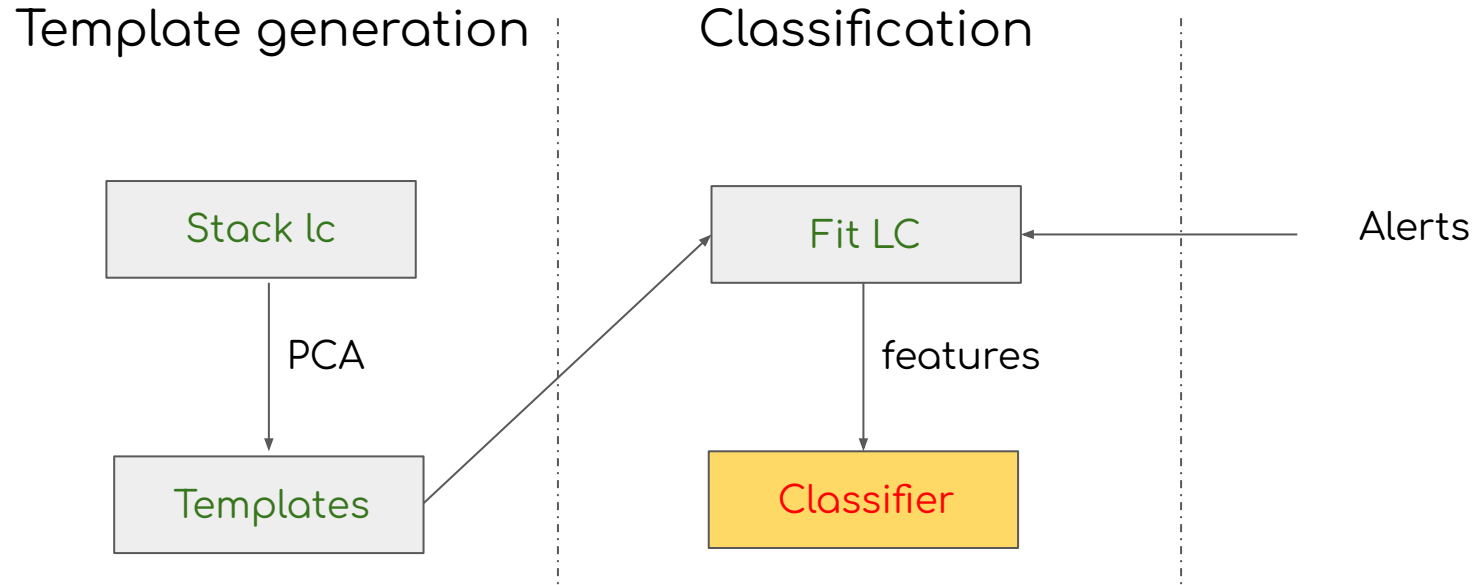 Template generation
Classification
Stack lc
Fit LC
Alerts
PCA
features
Templates
Classifier